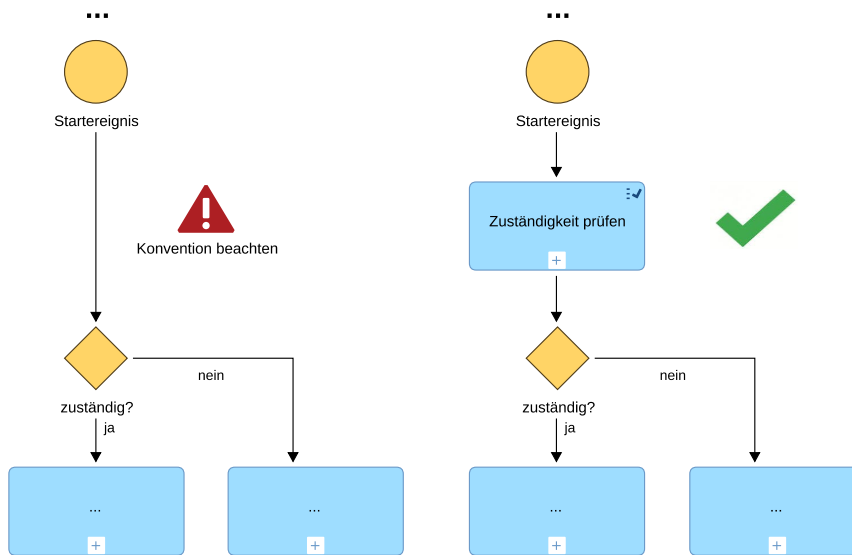 ...
Startereignis
Konvention beachten
zuständig?
nein
ja
...
...
...
Startereignis
Zuständigkeit prüfen
zuständig?
nein
ja
...
...